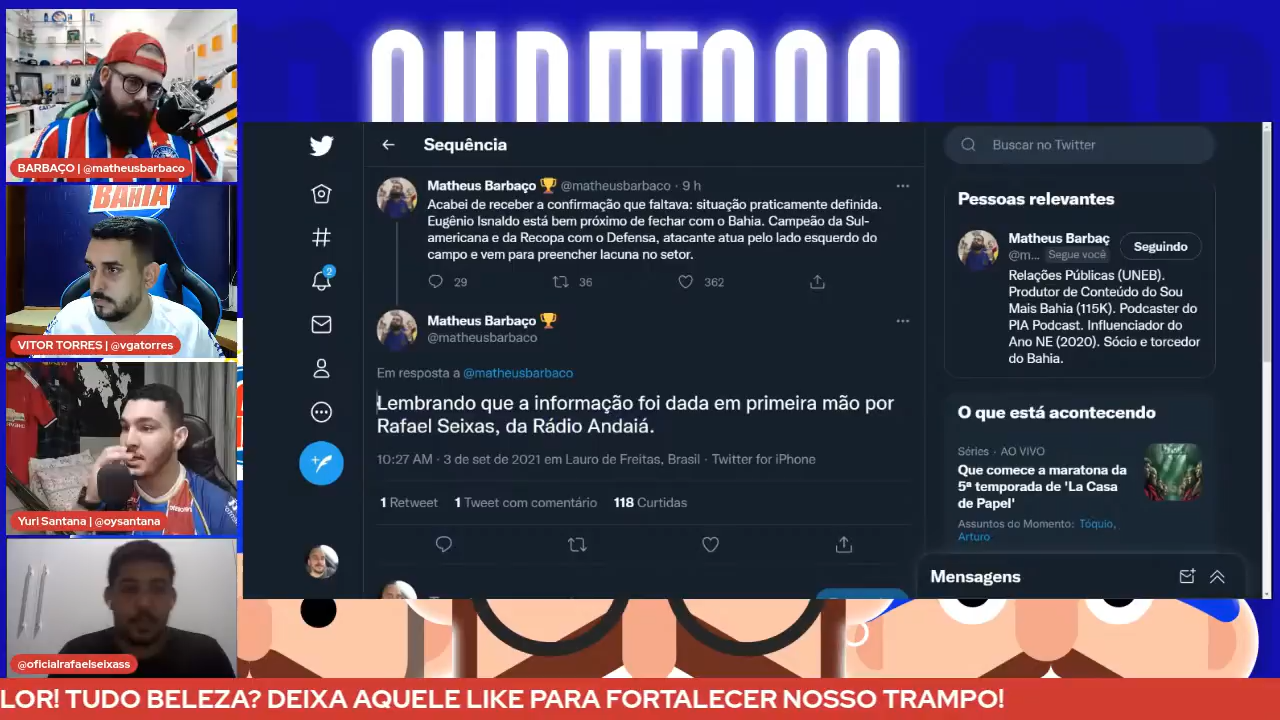 BARBAÇO | @matheusbarbaco
BAHIA
VITOR TORRES | @vgatorres
Yuri Santana | @oysantana
@oficialrafaelseixass
Sequência
Matheus Barbaço 🏆 @matheusbarbaco · 9 h
Acabei de receber a confirmação que faltava: situação praticamente definida.
Eugênio Isnaldo está bem próximo de fechar com o Bahia. Campeão da Sul-
americana e da Recopa com o Defensa, atacante atua pelo lado esquerdo do
campo e vem para preencher lacuna no setor.
29 36 362
Matheus Barbaço 🏆
@matheusbarbaco
Em resposta a @matheusbarbaco
Lembrando que a informação foi dada em primeira mão por
Rafael Seixas, da Rádio Andaiá.
10:27 AM · 3 de set de 2021 em Lauro de Freitas, Brasil · Twitter for iPhone
1 Retweet 1 Tweet com comentário 118 Curtidas
2
Buscar no Twitter
Pessoas relevantes
Matheus Barbaç
Seguindo
@m... Segue você
Relações Públicas (UNEB).
Produtor de Conteúdo do Sou
Mais Bahia (115K). Podcaster do
PIA Podcast. Influenciador do
Ano NE (2020). Sócio e torcedor
do Bahia.
O que está acontecendo
Séries · AO VIVO
Que comece a maratona da
5ª temporada de 'La Casa
de Papel'
Assuntos do Momento: Tóquio,
Arturo
Mensagens
LOR! TUDO BELEZA? DEIXA AQUELE LIKE PARA FORTALECER NOSSO TRAMPO!